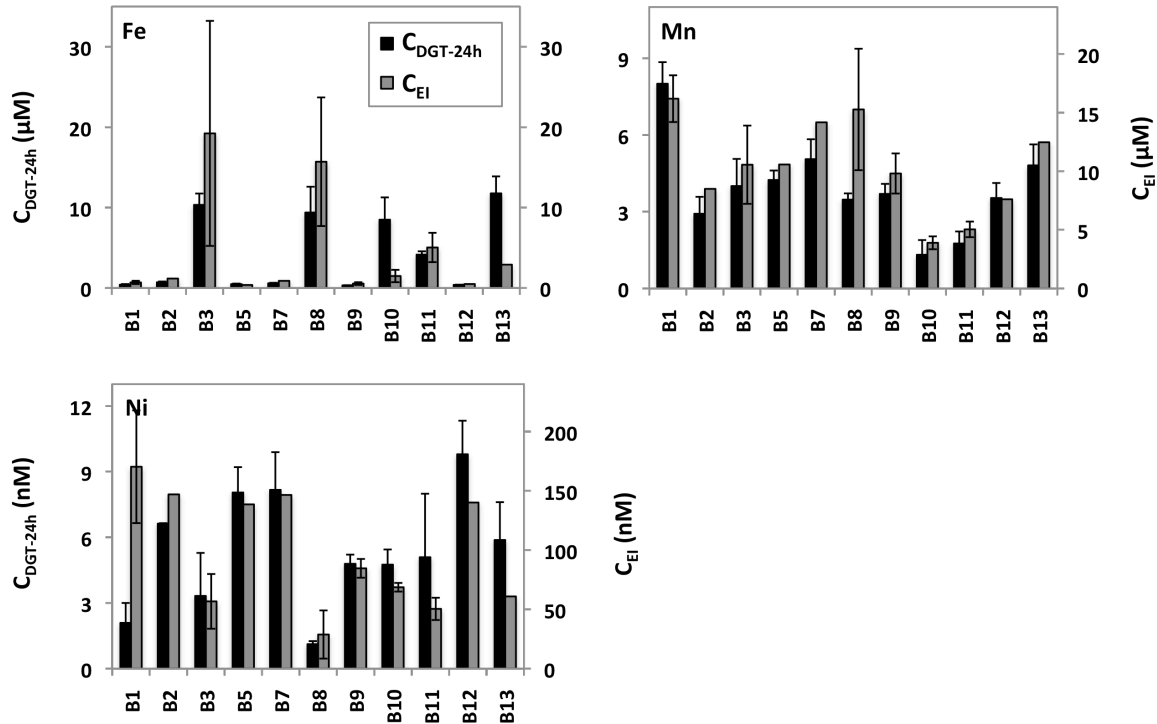 Fe
C_DGT-24h
C_EI
C_DGT-24h (µM)
30
20
10
0
30
20
10
0
B1 B2 B3 B5 B7 B8 B9 B10 B11 B12 B13
Mn
9
6
3
0
20
15
10
5
0
C_EI (µM)
B1 B2 B3 B5 B7 B8 B9 B10 B11 B12 B13
Ni
C_DGT-24h (nM)
12
9
6
3
0
200
150
100
50
0
C_EI (nM)
B1 B2 B3 B5 B7 B8 B9 B10 B11 B12 B13